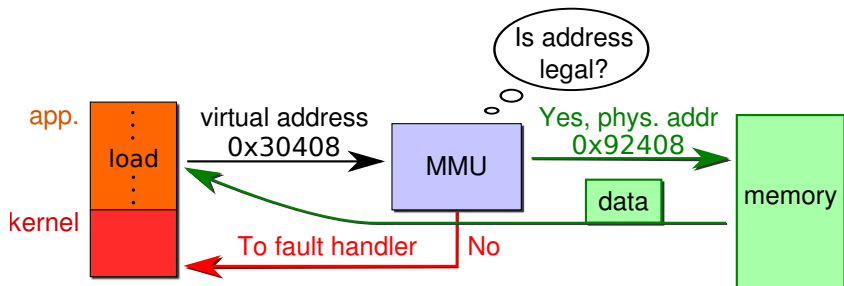 Is address
legal?
app.
virtual address
0x30408
Yes, phys. addr
0x92408
load
MMU
data
memory
kernel
To fault handler
No